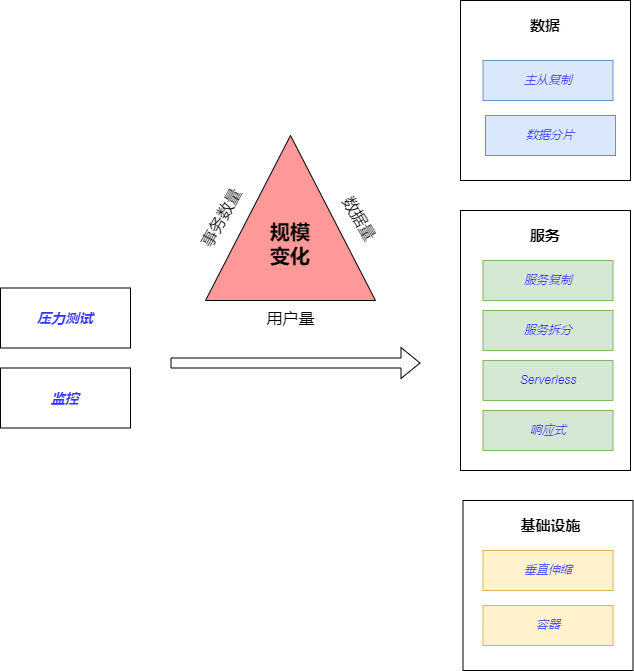 压力测试
监控
事务数量
数据量
规模
变化
用户量
数据
主从复制
数据分片
服务
服务复制
服务拆分
Serverless
响应式
基础设施
垂直伸缩
容器